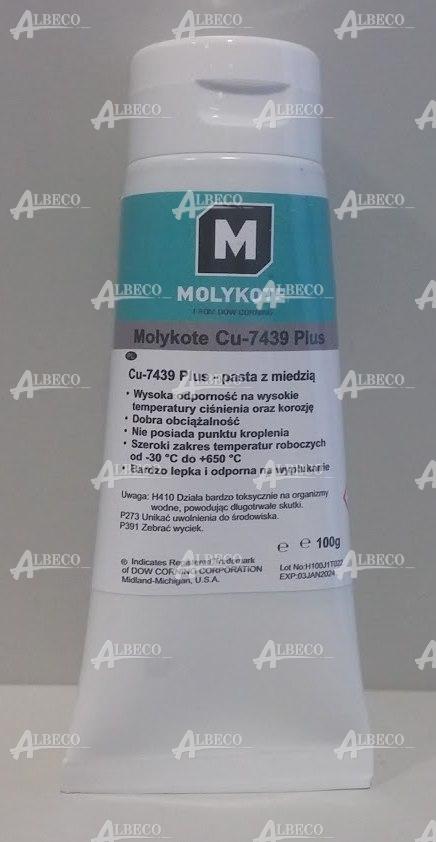 M
MOLYKOTE
FROM DOW CORNING
Molykote Cu-7439 Plus
PL
Cu-7439 Plus - pasta z miedzią
• Wysoka odporność na wysokie
temperatury ciśnienia oraz korozję
• Dobra obciążalność
• Nie posiada punktu kroplenia
• Szeroki zakres temperatur roboczych
od -30 °C do +650 °C
• Bardzo lepka i odporna na wypłukanie
Uwaga: H410 Działa bardzo toksycznie na organizmy
wodne, powodując długotrwałe skutki.
P273 Unikać uwolnienia do środowiska.
P391 Zebrać wyciek.
e e 100g
® Indicates Registered Trademark
of DOW CORNING CORPORATION
Midland-Michigan, U.S.A.
Lot No:
EXP:03JAN2024
ALBECO